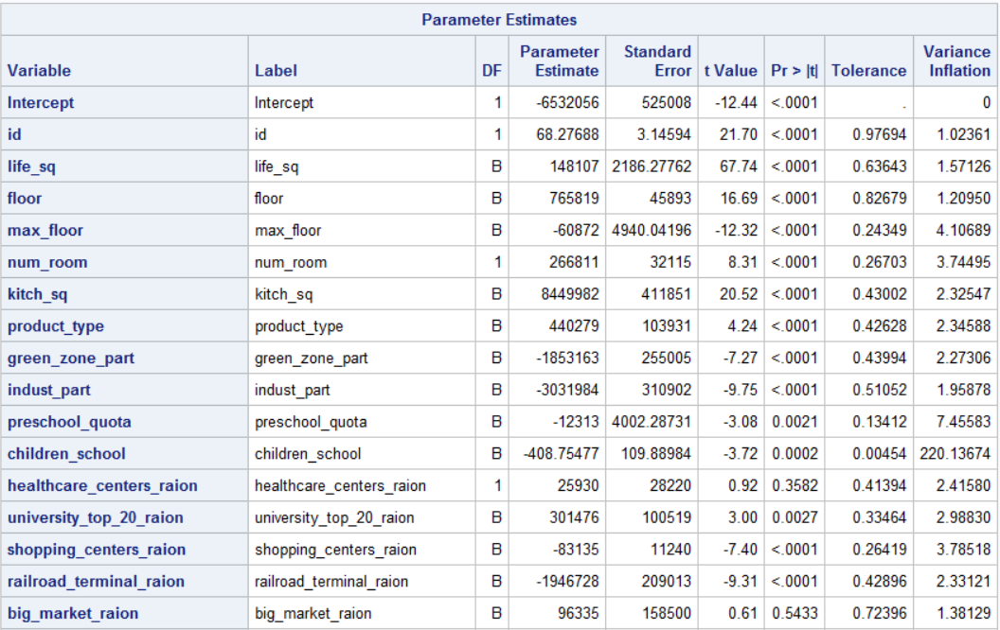 Parameter Estimates
Variable Label DF Parameter Estimate Standard Error t Value Pr > |t| Tolerance Variance Inflation
Intercept Intercept 1 -6532056 525008 -12.44 <.0001 . 0
id id 1 68.27688 3.14594 21.70 <.0001 0.97694 1.02361
life_sq life_sq B 148107 2186.27762 67.74 <.0001 0.63643 1.57126
floor floor B 765819 45893 16.69 <.0001 0.82679 1.20950
max_floor max_floor B -60872 4940.04196 -12.32 <.0001 0.24349 4.10689
num_room num_room 1 266811 32115 8.31 <.0001 0.26703 3.74495
kitch_sq kitch_sq B 8449982 411851 20.52 <.0001 0.43002 2.32547
product_type product_type B 440279 103931 4.24 <.0001 0.42628 2.34588
green_zone_part green_zone_part B -1853163 255005 -7.27 <.0001 0.43994 2.27306
indust_part indust_part B -3031984 310902 -9.75 <.0001 0.51052 1.95878
preschool_quota preschool_quota B -12313 4002.28731 -3.08 0.0021 0.13412 7.45583
children_school children_school B -408.75477 109.88984 -3.72 0.0002 0.00454 220.13674
healthcare_centers_raion healthcare_centers_raion 1 25930 28220 0.92 0.3582 0.41394 2.41580
university_top_20_raion university_top_20_raion B 301476 100519 3.00 0.0027 0.33464 2.98830
shopping_centers_raion shopping_centers_raion B -83135 11240 -7.40 <.0001 0.26419 3.78518
railroad_terminal_raion railroad_terminal_raion B -1946728 209013 -9.31 <.0001 0.42896 2.33121
big_market_raion big_market_raion B 96335 158500 0.61 0.5433 0.72396 1.38129